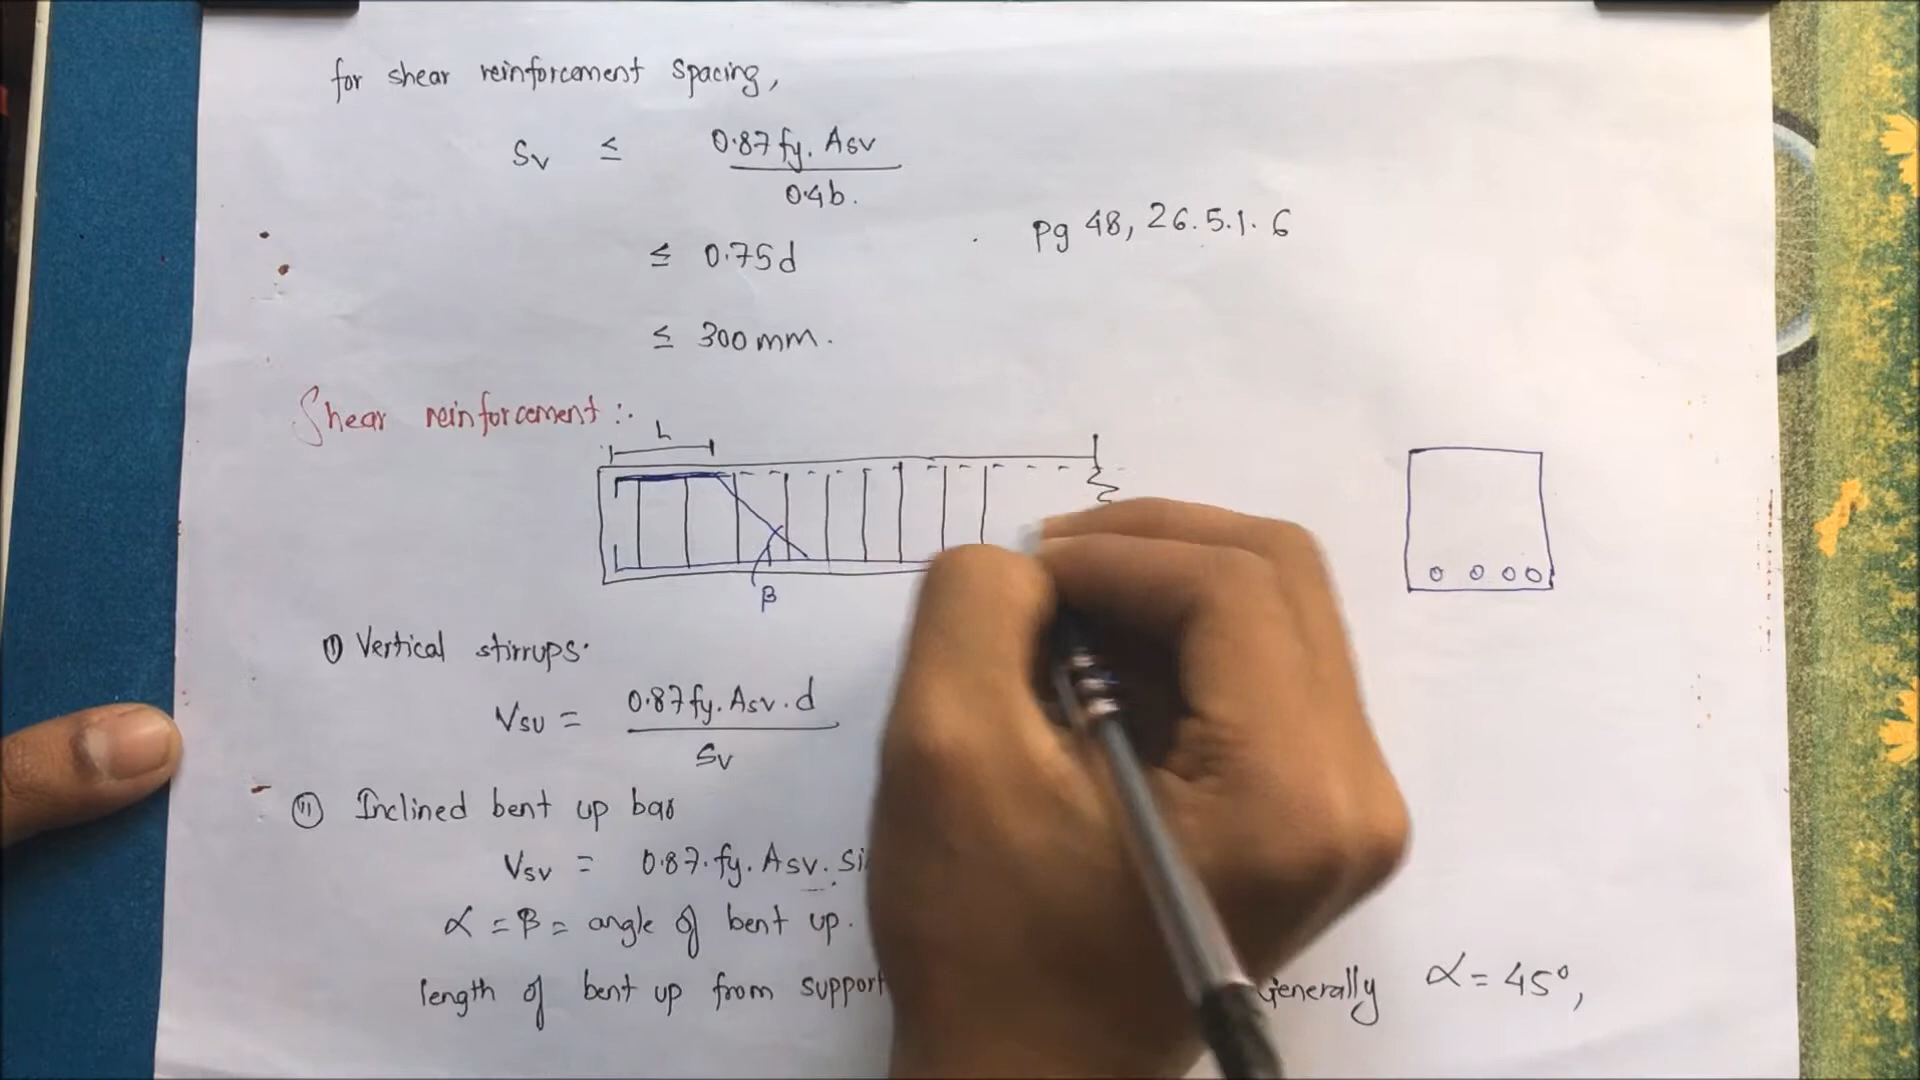 for shear reinforcement spacing,
Sv ≤ 0.87 fy. Asv / 0.4b.
≤ 0.75d
pg 48, 26.5.1.6
≤ 300 mm.
Shear reinforcement :-
L
β
(i) Vertical stirrups.
Vsu = 0.87 fy. Asv. d / Sv
(ii) Inclined bent up bar
Vsv = 0.87. fy. Asv.
α = β = angle of bent up.
length of bent up from support Generally α = 45°,